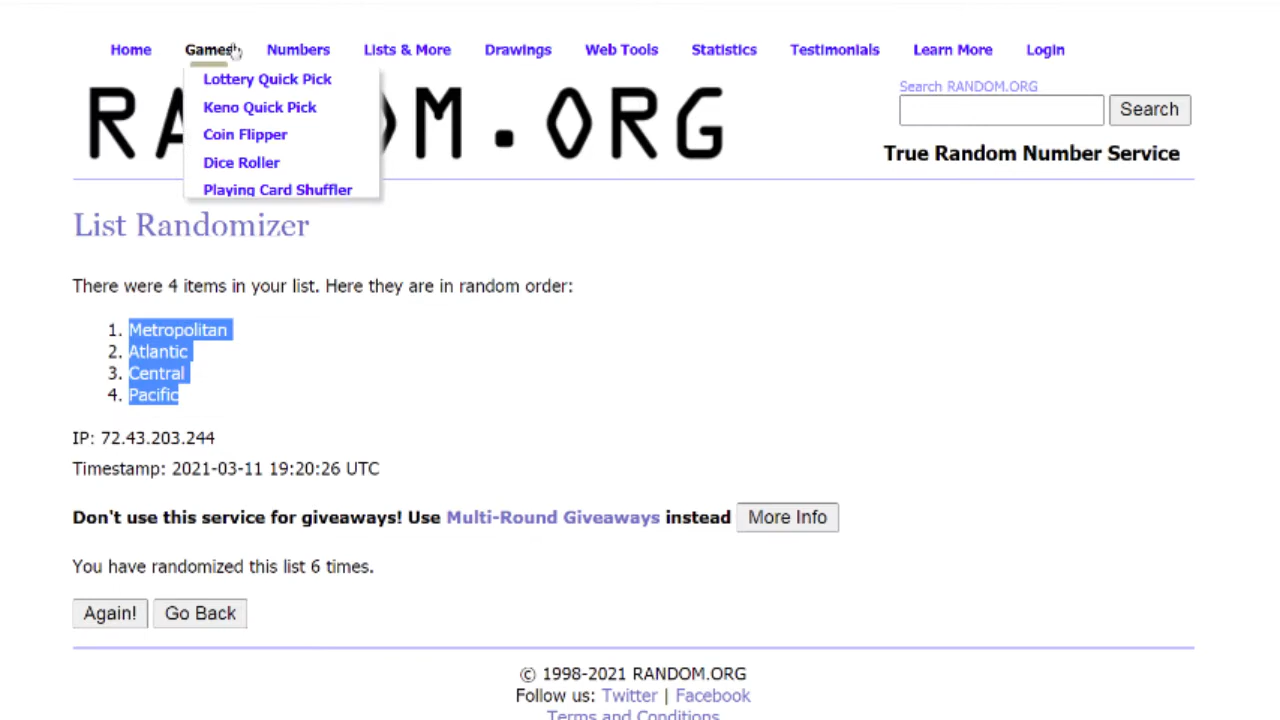 Home Games Numbers Lists & More Drawings Web Tools Statistics Testimonials Learn More Login
Lottery Quick Pick
Keno Quick Pick
Coin Flipper
Dice Roller
Playing Card Shuffler
Search RANDOM.ORG
Search
True Random Number Service
List Randomizer
There were 4 items in your list. Here they are in random order:
1. Metropolitan
2. Atlantic
3. Central
4. Pacific
IP: 72.43.203.244
Timestamp: 2021-03-11 19:20:26 UTC
Don't use this service for giveaways! Use Multi-Round Giveaways instead More Info
You have randomized this list 6 times.
Again! Go Back
© 1998-2021 RANDOM.ORG
Follow us: Twitter | Facebook
Terms and Conditions